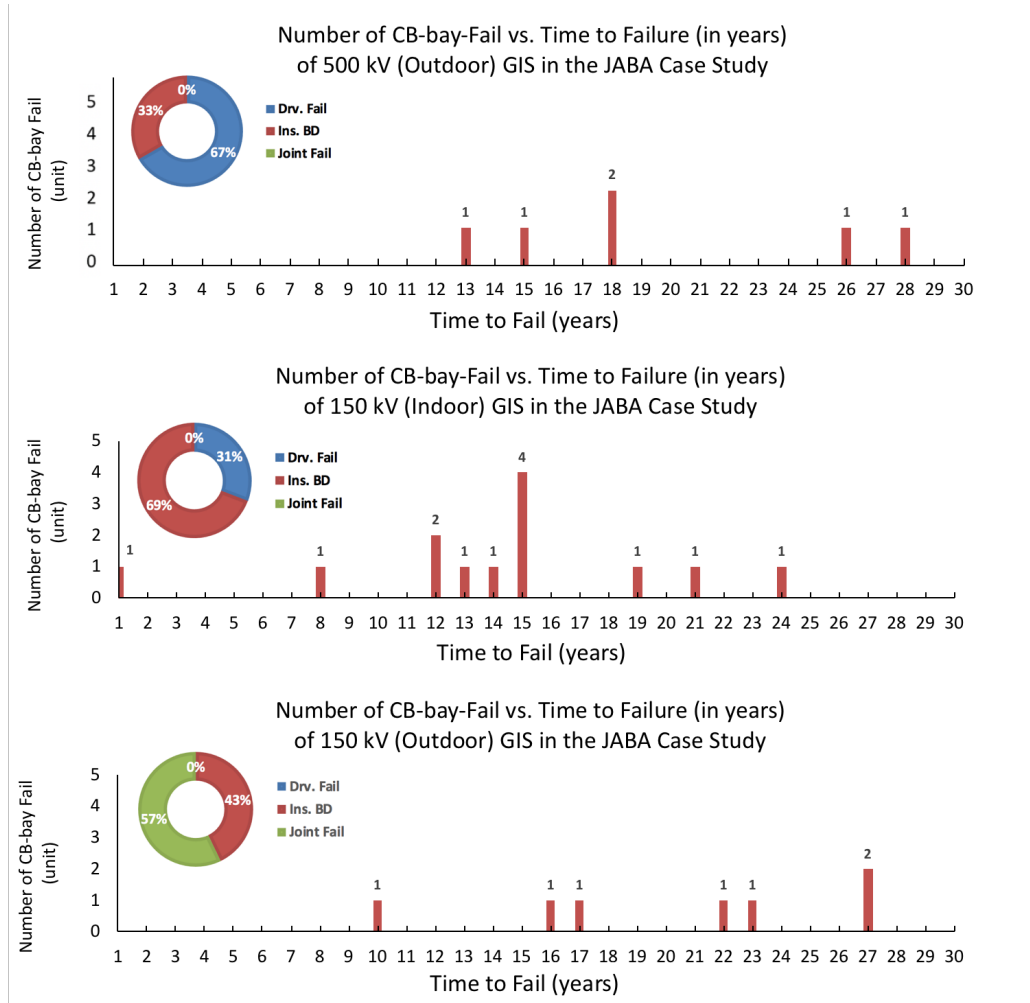 Number of CB-bay-Fail vs. Time to Failure (in years)
of 500 kV (Outdoor) GIS in the JABA Case Study
Number of CB-bay Fail
(unit)
5
4
3
2
1
0
0%
33%
67%
Drv. Fail
Ins. BD
Joint Fail
1
1
2
1
1
1 2 3 4 5 6 7 8 9 10 11 12 13 14 15 16 17 18 19 20 21 22 23 24 25 26 27 28 29 30
Time to Fail (years)
Number of CB-bay-Fail vs. Time to Failure (in years)
of 150 kV (Indoor) GIS in the JABA Case Study
Number of CB-bay Fail
(unit)
5
4
3
2
1
0
0%
31%
69%
Drv. Fail
Ins. BD
Joint Fail
1
1
2
1
1
4
1
1
1
1 2 3 4 5 6 7 8 9 10 11 12 13 14 15 16 17 18 19 20 21 22 23 24 25 26 27 28 29 30
Time to Fail (years)
Number of CB-bay-Fail vs. Time to Failure (in years)
of 150 kV (Outdoor) GIS in the JABA Case Study
Number of CB-bay Fail
(unit)
5
4
3
2
1
0
0%
43%
57%
Drv. Fail
Ins. BD
Joint Fail
1
1
1
1
1
2
1 2 3 4 5 6 7 8 9 10 11 12 13 14 15 16 17 18 19 20 21 22 23 24 25 26 27 28 29 30
Time to Fail (years)